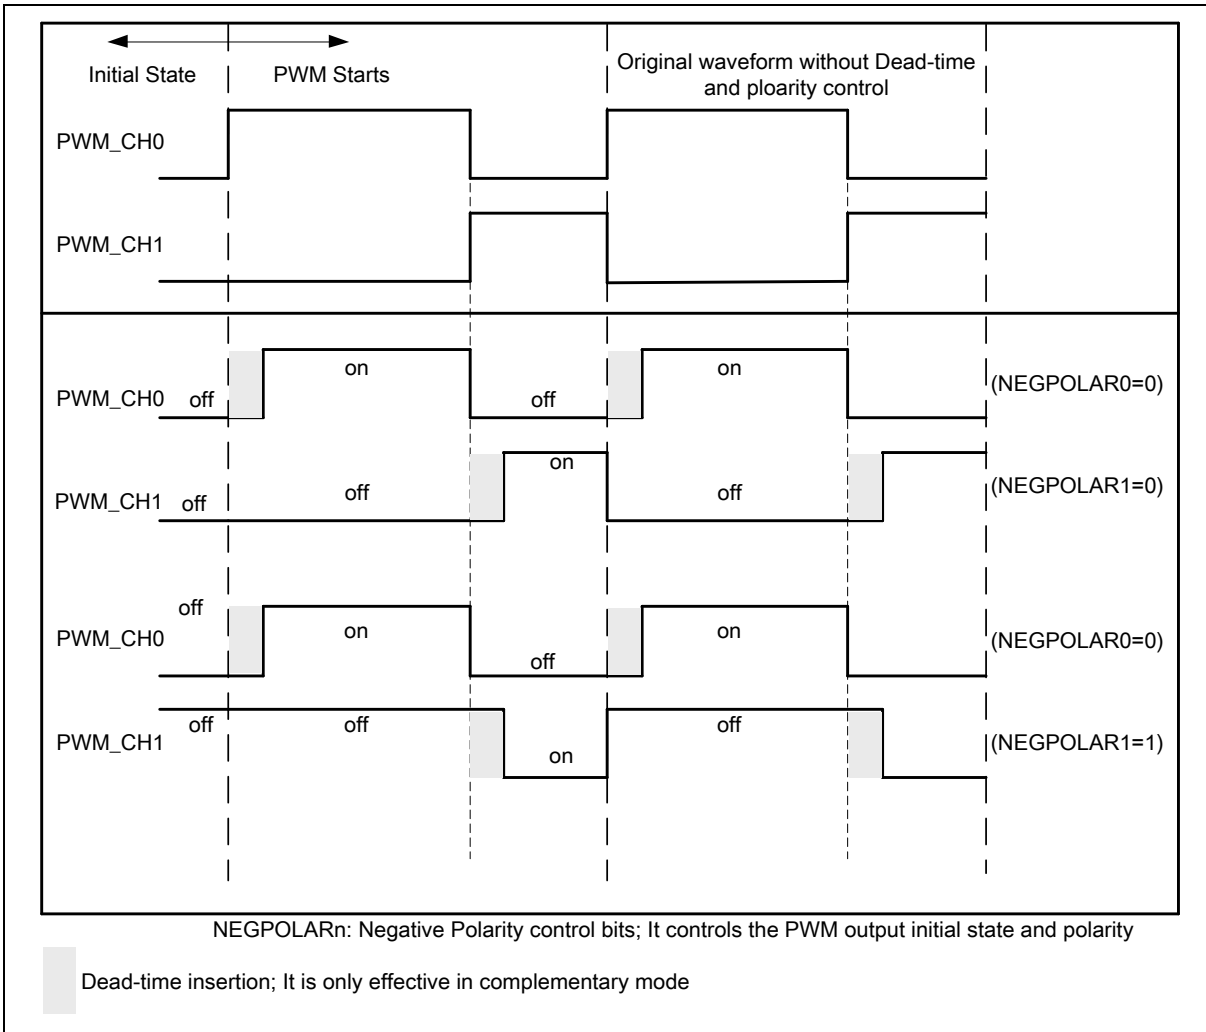 Initial State
PWM Starts
Original waveform without Dead-time
and ploarity control
PWM_CH0
PWM_CH1
on
on
PWM_CH0
off
off
(NEGPOLAR0=0)
on
PWM_CH1
off
off
off
(NEGPOLAR1=0)
off
PWM_CH0
on
off
on
(NEGPOLAR0=0)
PWM_CH1
off
off
on
off
(NEGPOLAR1=1)
NEGPOLARn: Negative Polarity control bits; It controls the PWM output initial state and polarity
Dead-time insertion; It is only effective in complementary mode